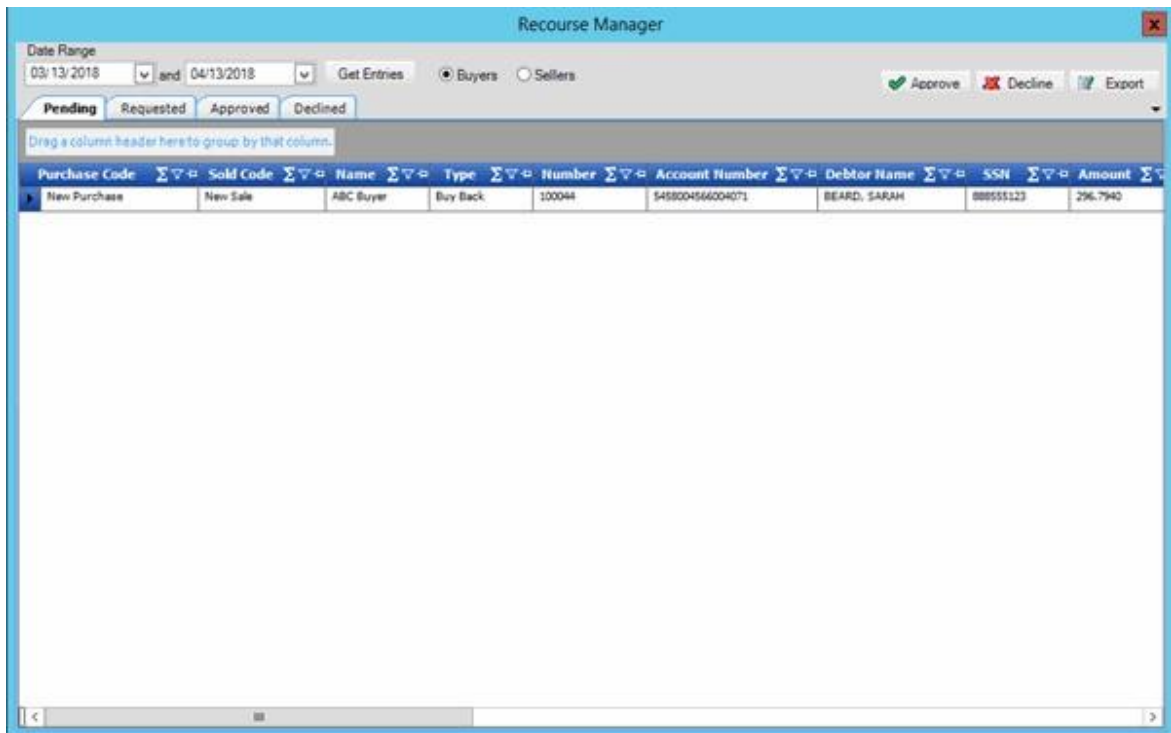 Recourse Manager
Date Range
03/13/2018 and 04/13/2018 Get Entries Buyers Sellers
Approve Decline Export
Pending Requested Approved Declined
Drag a column header here to group by that column.
Purchase Code Sold Code Name Type Number Account Number Debtor Name SSN Amount
New Purchase New Sale ABC Buyer Buy Back 100044 5458004566004071 BEARD, SARAH 888555123 296.7940